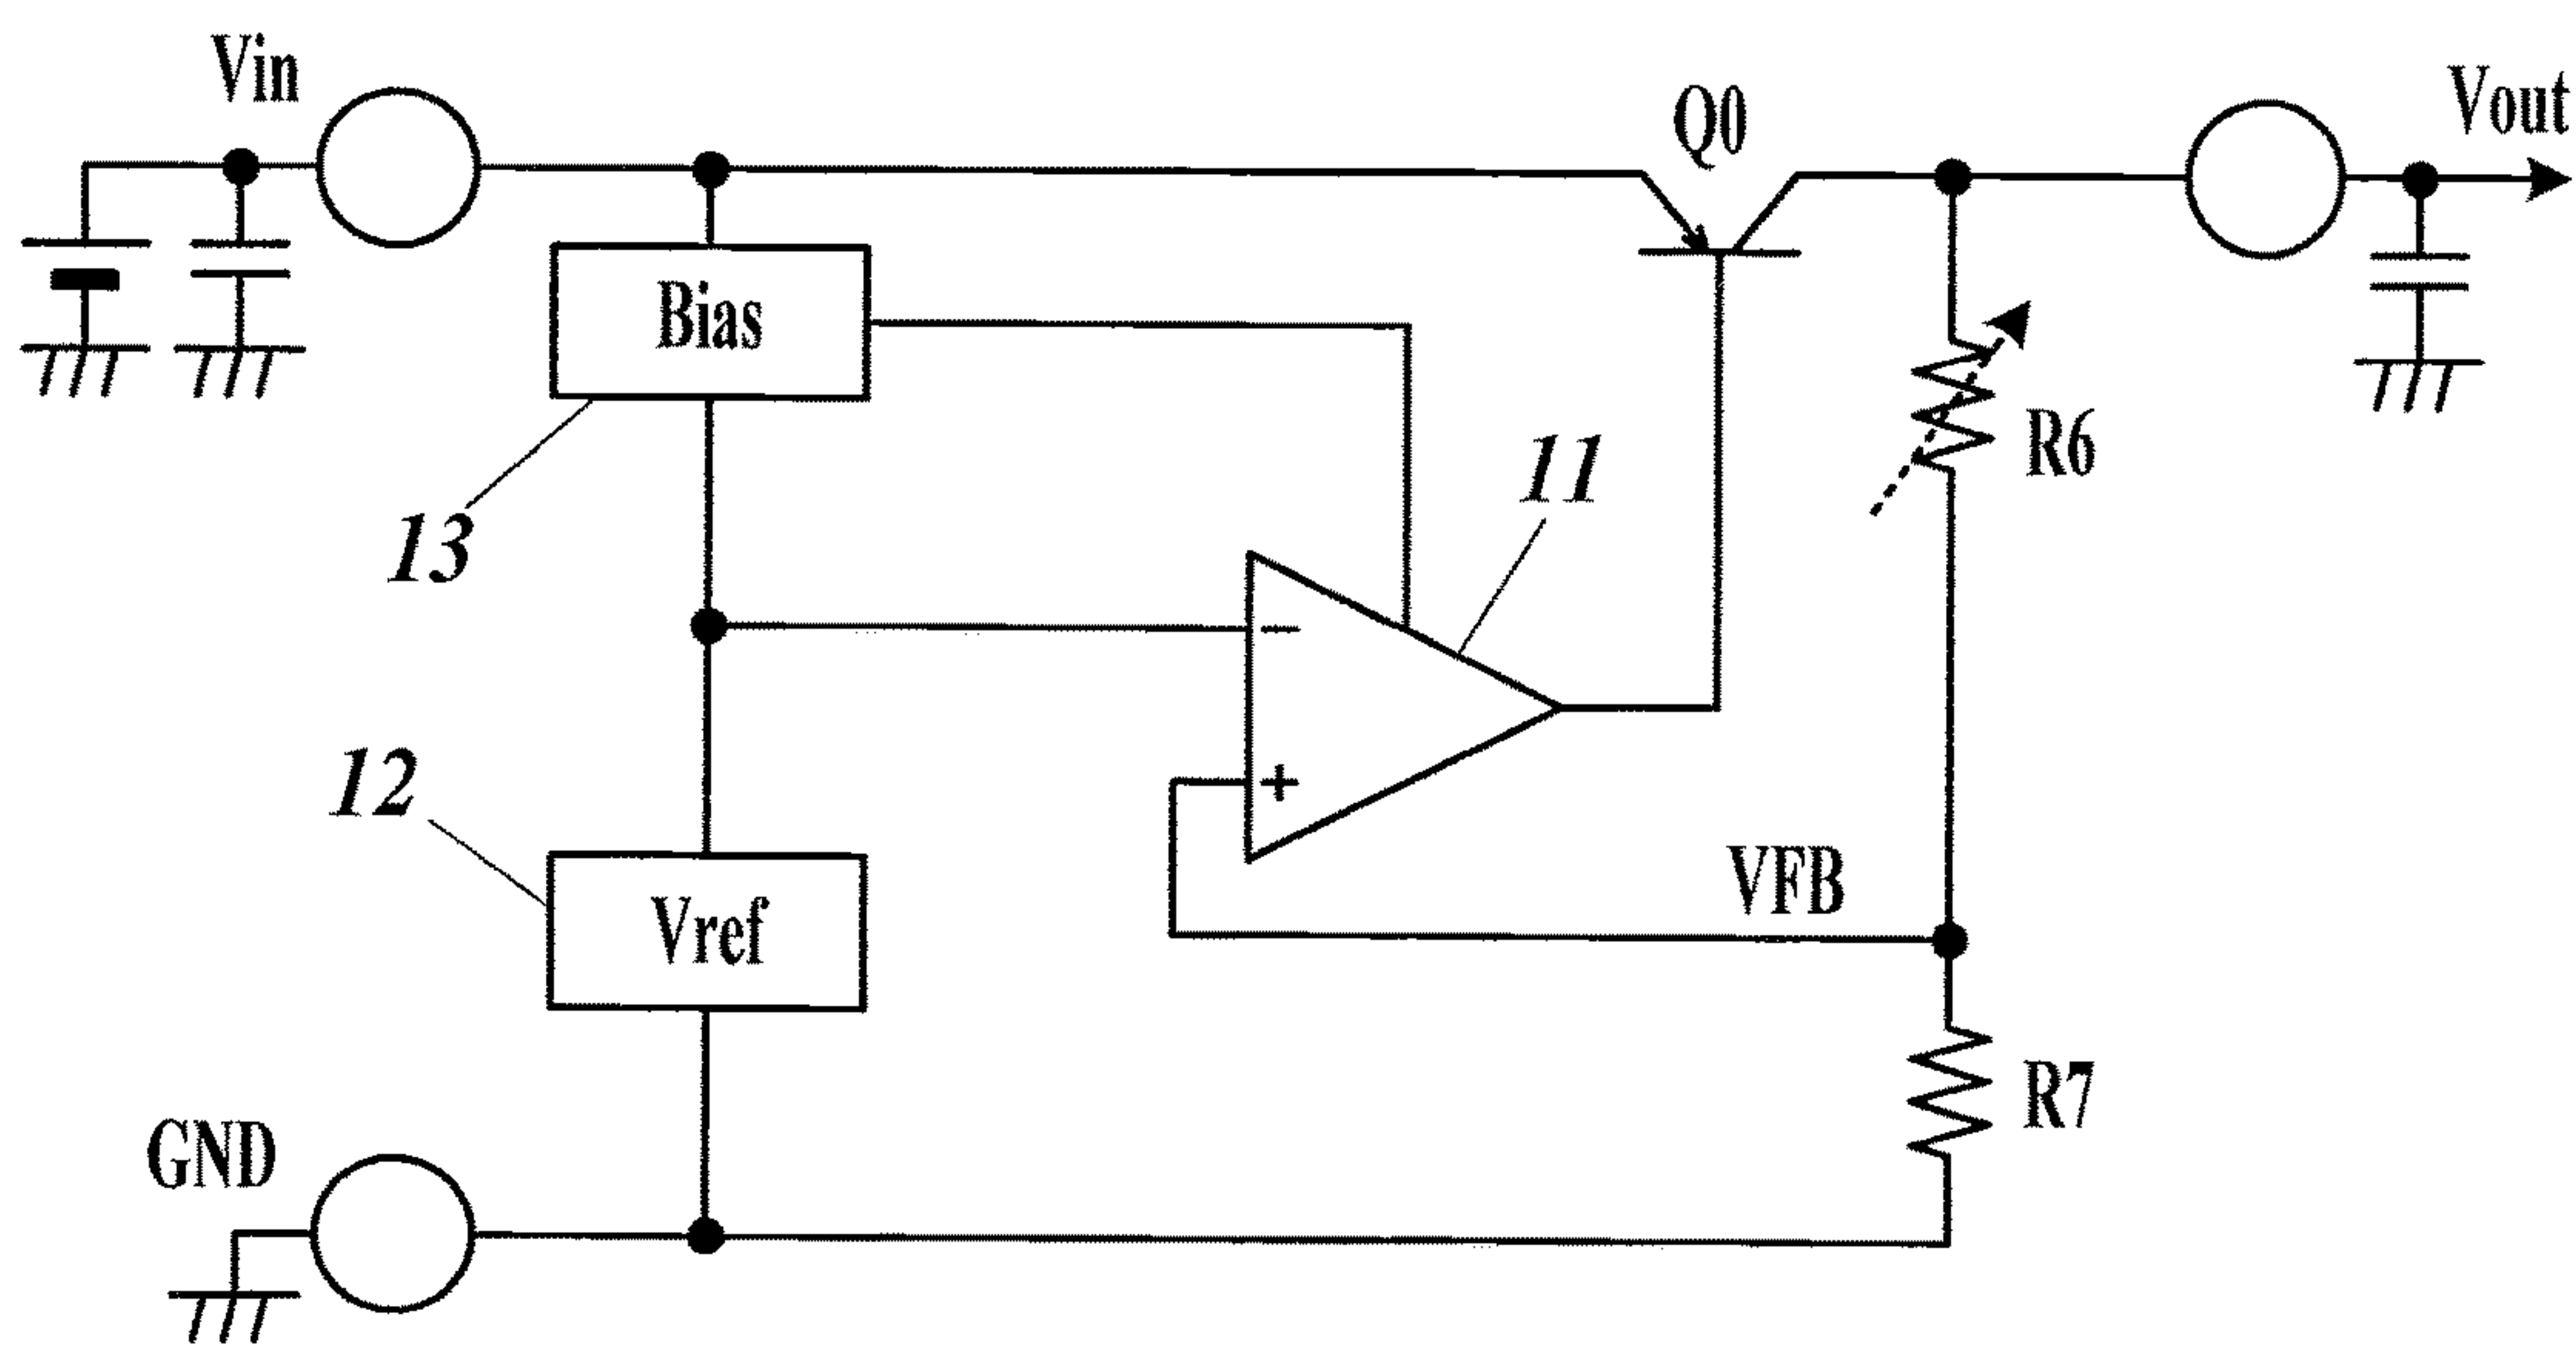 Vin
Q0
Vout
Bias
R6
11
13
−
12
+
VFB
Vref
R7
GND